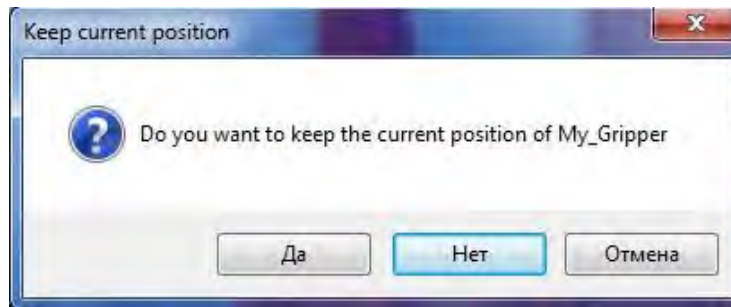 Keep current position
Do you want to keep the current position of My_Gripper
Да
Нет
Отмена